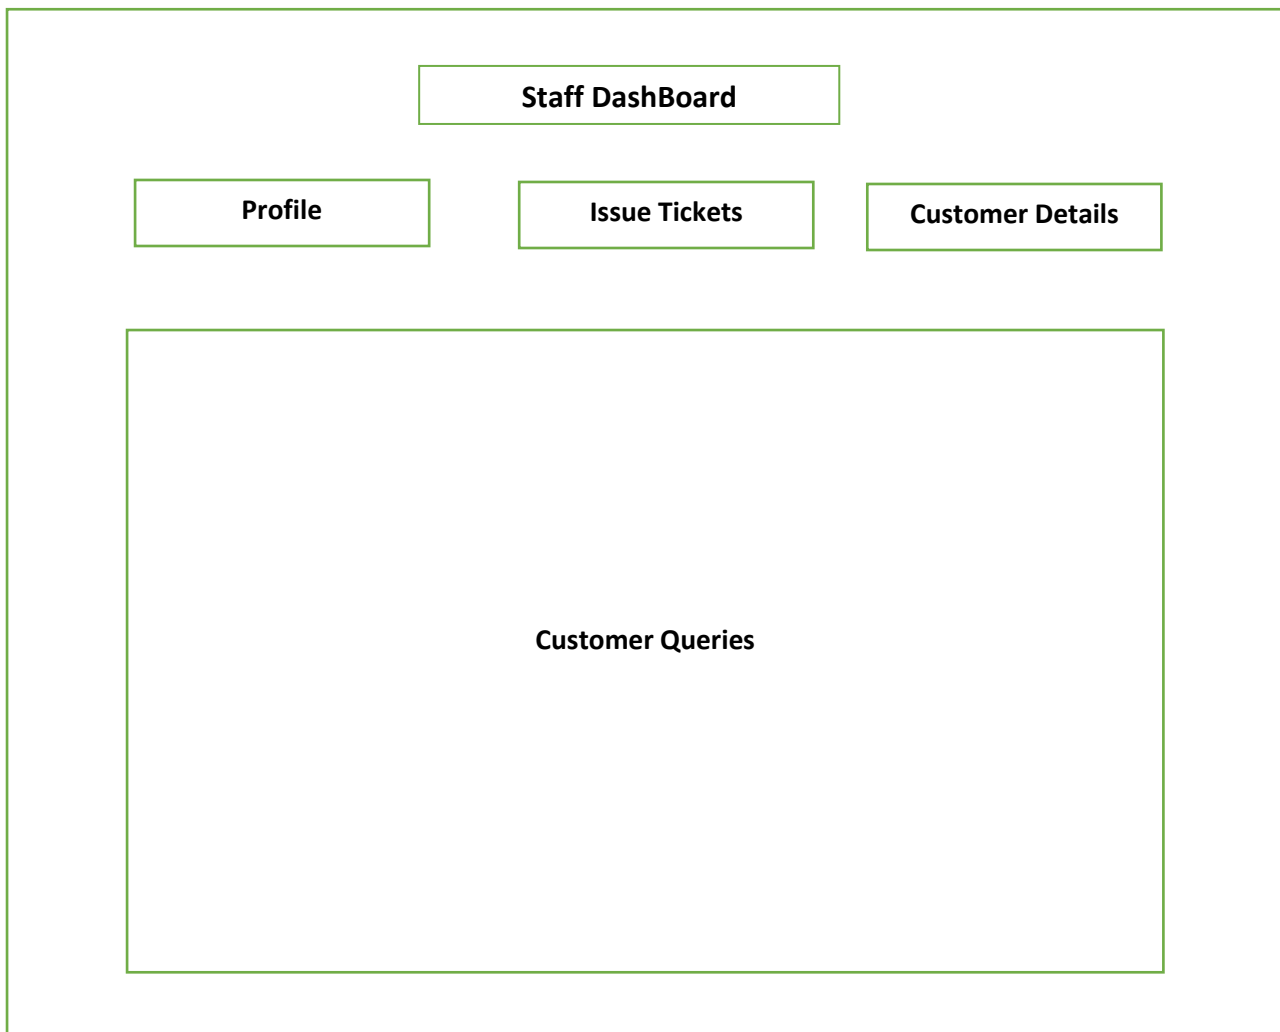 Staff DashBoard
Profile
Issue Tickets
Customer Details
Customer Queries